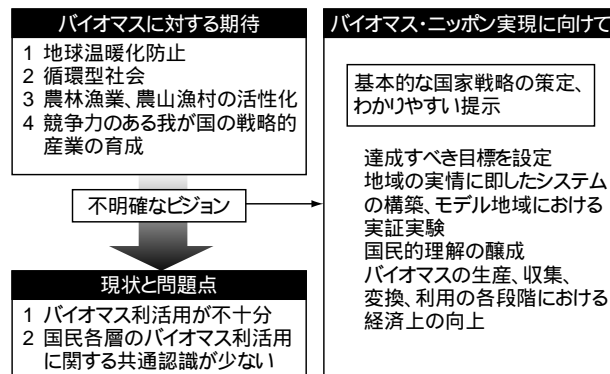 バイオマスに対する期待
1 地球温暖化防止
2 循環型社会
3 農林漁業、農山漁村の活性化
4 競争力のある我が国の戦略的
産業の育成
不明確なビジョン
現状と問題点
1 バイオマス利活用が不十分
2 国民各層のバイオマス利活用
に関する共通認識が少ない
バイオマス・ニッポン実現に向けて
基本的な国家戦略の策定、
わかりやすい提示
達成すべき目標を設定
地域の実情に即したシステム
の構築、モデル地域における
実証実験
国民的理解の醸成
バイオマスの生産、収集、
変換、利用の各段階における
経済上の向上